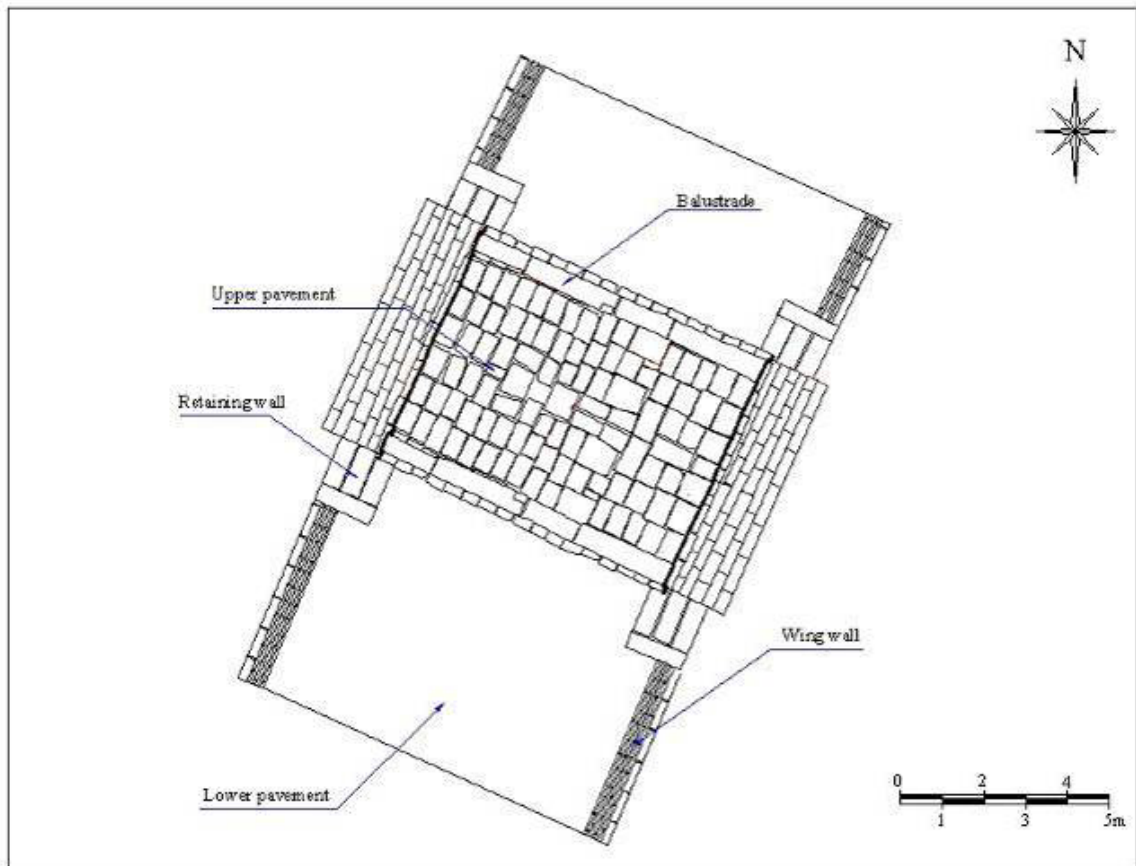 N
Balustrade
Upper pavement
Retaining wall
Wing wall
Lower pavement
0 2 4
1 3 5m